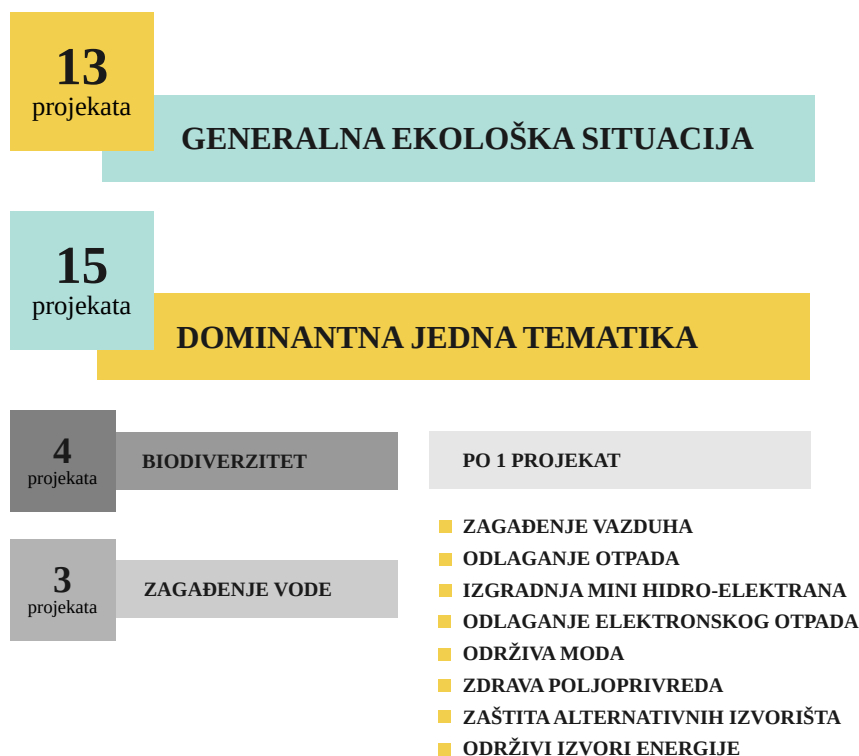 13
projekata
GENERALNA EKOLOŠKA SITUACIJA
15
projekata
DOMINANTNA JEDNA TEMATIKA
4
projekata
BIODIVERZITET
3
projekata
ZAGAĐENJE VODE
PO 1 PROJEKAT
ZAGAĐENJE VAZDUHA
ODLAGANJE OTPADA
IZGRADNJA MINI HIDRO-ELEKTRANA
ODLAGANJE ELEKTRONSKOG OTPADA
ODRŽIVA MODA
ZDRAVA POLJOPRIVREDA
ZAŠTITA ALTERNATIVNIH IZVORIŠTA
ODRŽIVI IZVORI ENERGIJE